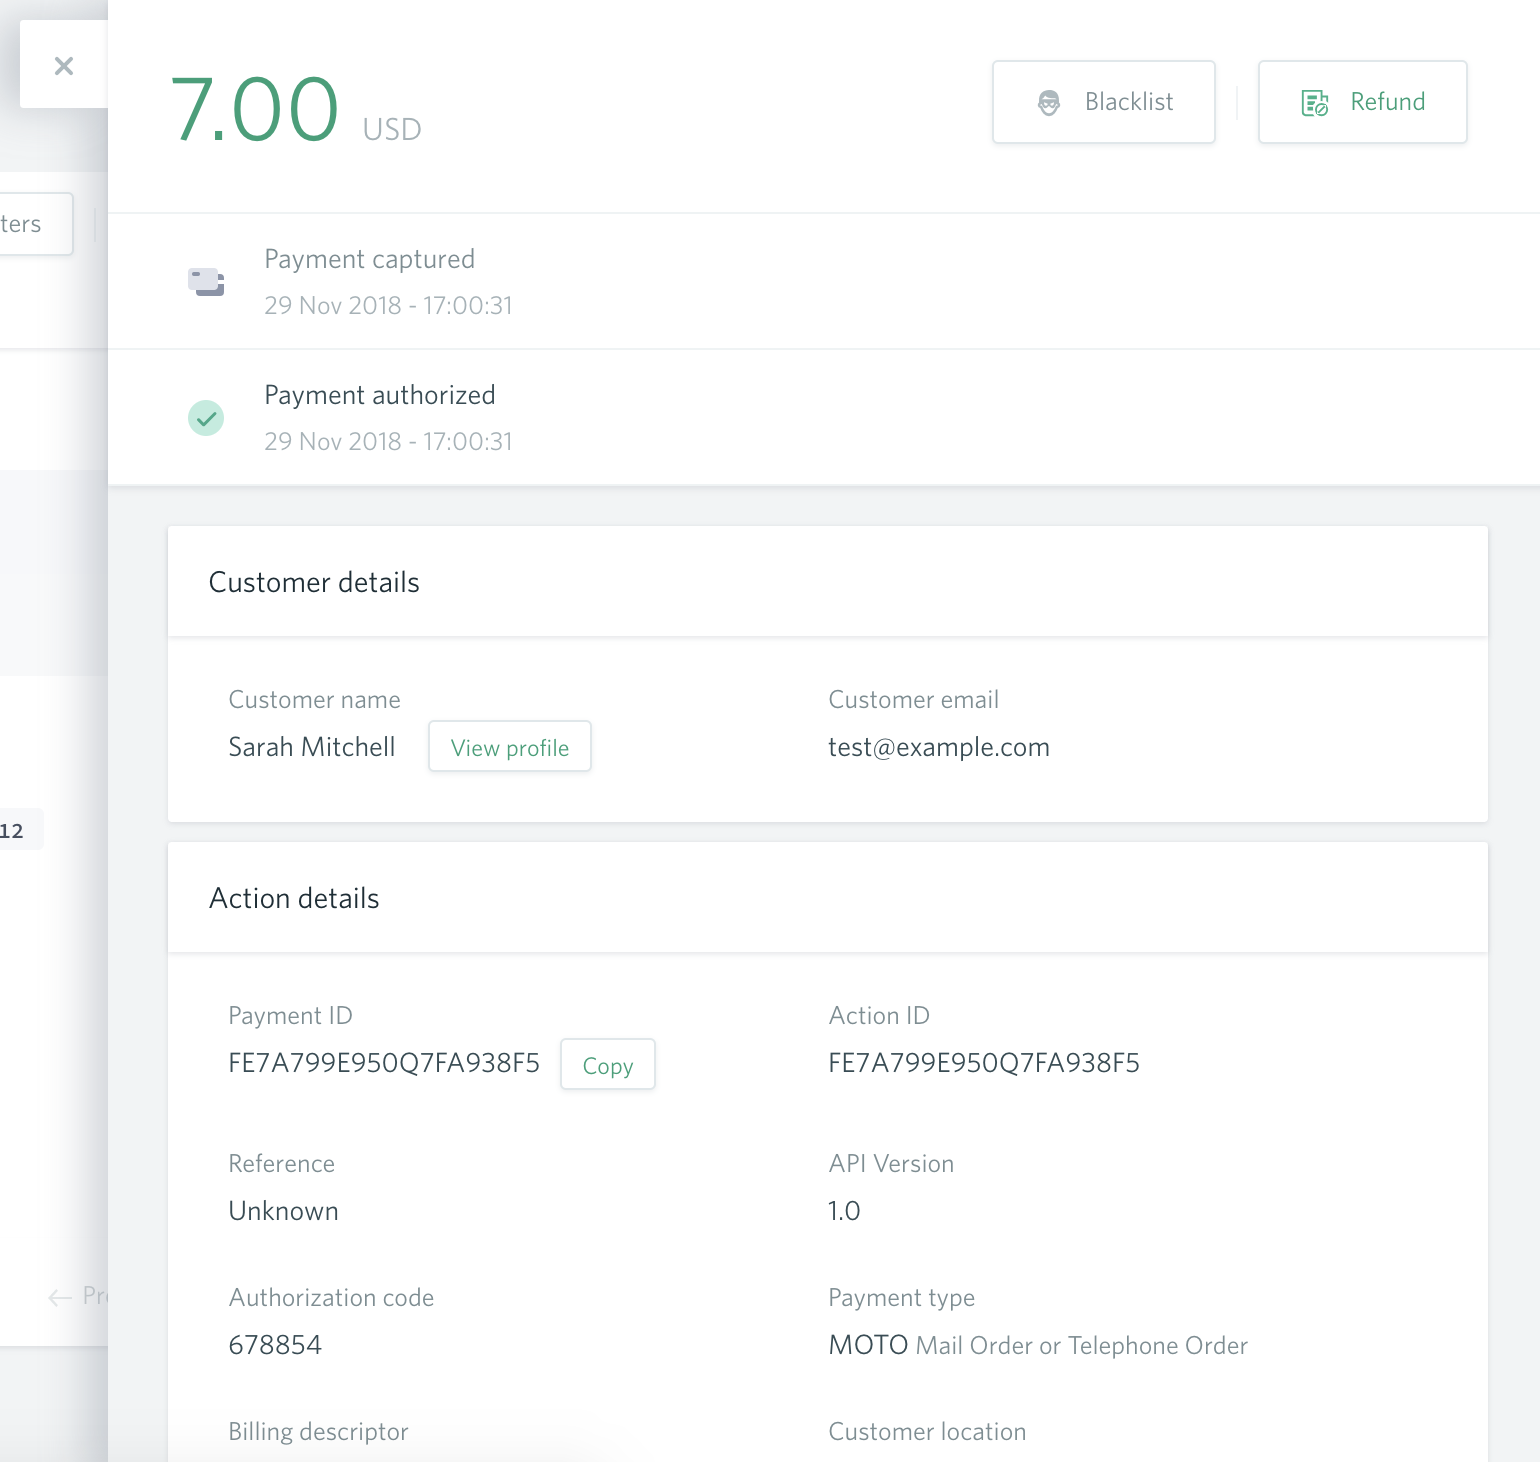 7.00 USD
Blacklist
Refund
ters
Payment captured
29 Nov 2018 - 17:00:31
Payment authorized
29 Nov 2018 - 17:00:31
Customer details
Customer name
Customer email
Sarah Mitchell
View profile
test@example.com
12
Action details
Payment ID
Action ID
FE7A799E950Q7FA938F5
Copy
FE7A799E950Q7FA938F5
Reference
API Version
Unknown
1.0
Authorization code
Payment type
678854
MOTO Mail Order or Telephone Order
Billing descriptor
Customer location